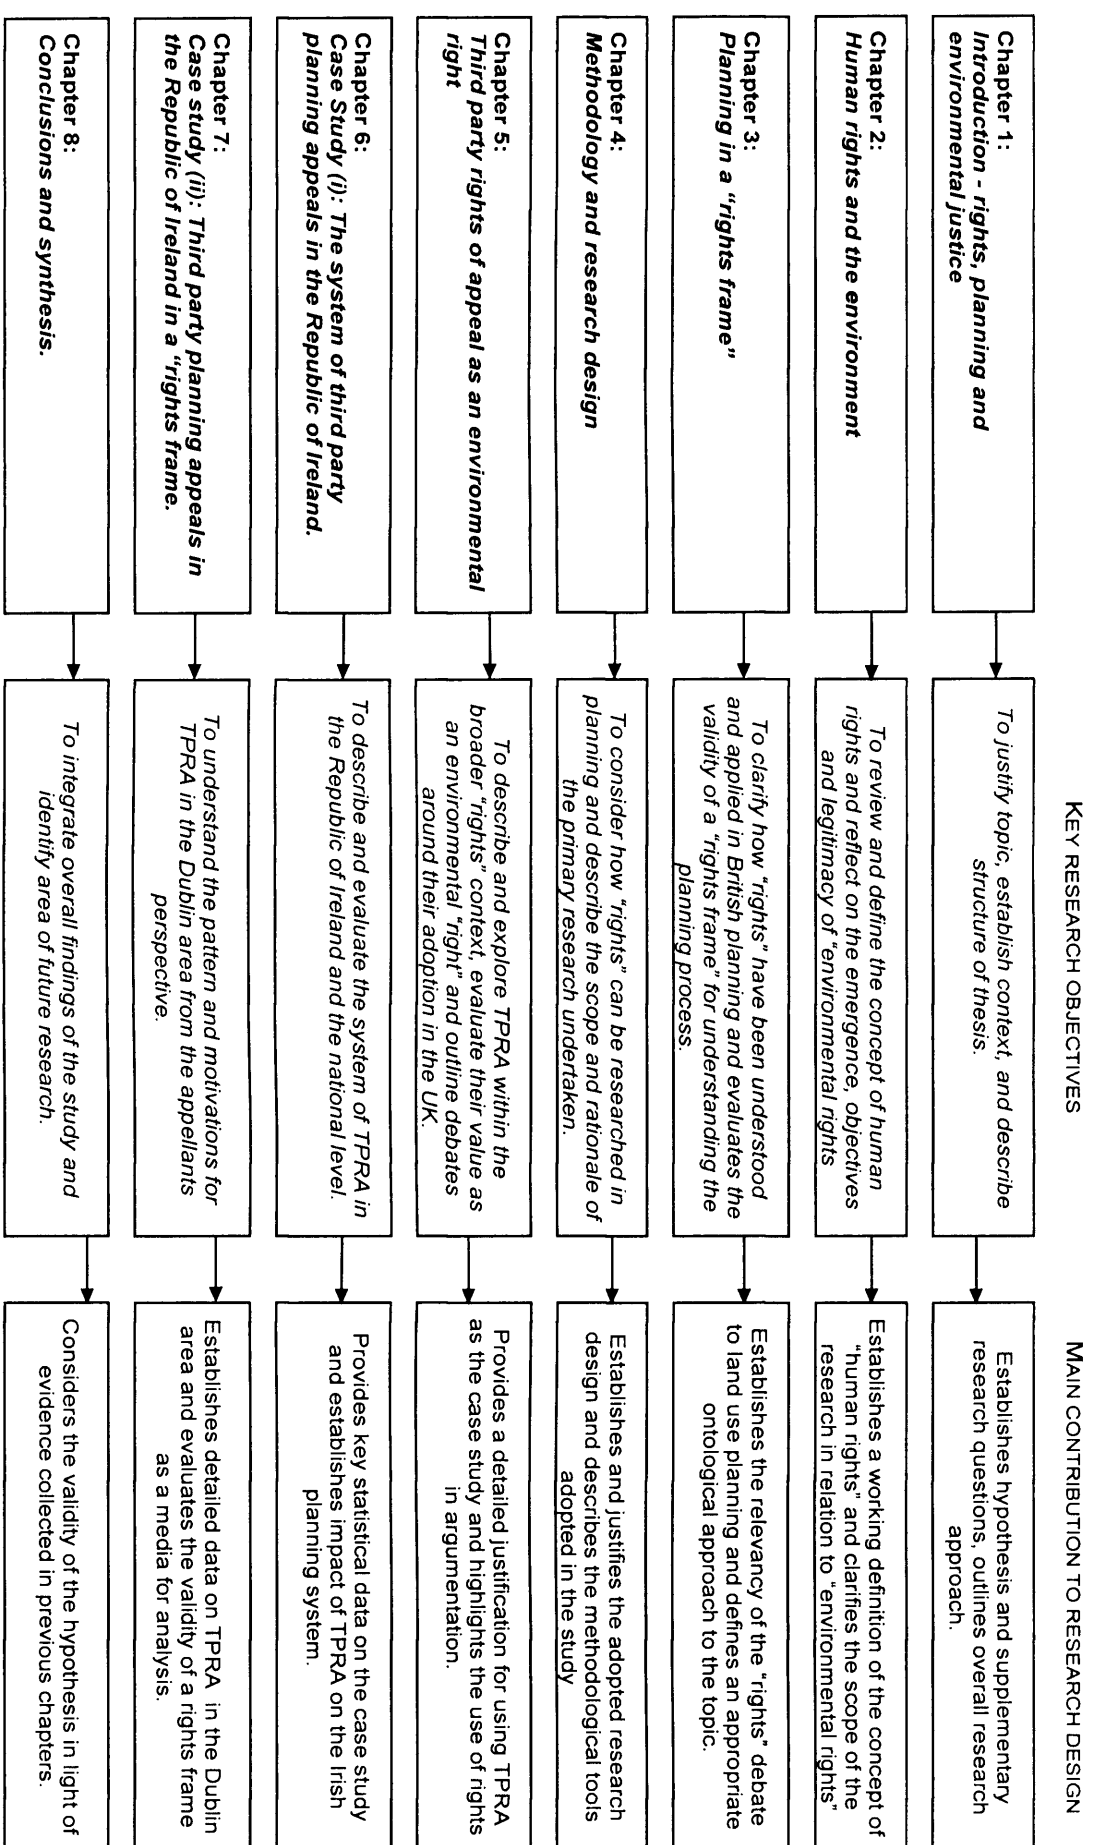 KEY RESEARCH OBJECTIVES
MAIN CONTRIBUTION TO RESEARCH DESIGN
Chapter 1:
Introduction - rights, planning and
environmental justice
To justify topic, establish context, and describe
structure of thesis.
Establishes hypothesis and supplementary
research questions, outlines overall research
approach.
Chapter 2:
Human rights and the environment
To review and define the concept of human
rights and reflect on the emergence, objectives
and legitimacy of "environmental rights
Establishes a working definition of the concept of
"human rights" and clarifies the scope of the
research in relation to "environmental rights"
Chapter 3:
Planning in a "rights frame"
To clarify how "rights" have been understood
and applied in British planning and evaluates the
validity of a "rights frame" for understanding the
planning process.
Establishes the relevancy of the "rights" debate
to land use planning and defines an appropriate
ontological approach to the topic.
Chapter 4:
Methodology and research design
To consider how "rights" can be researched in
planning and describe the scope and rationale of
the primary research undertaken.
Establishes and justifies the adopted research
design and describes the methodological tools
adopted in the study
Chapter 5:
Third party rights of appeal as an environmental
right
To describe and explore TPRA within the
broader "rights" context, evaluate their value as
an environmental "right" and outline debates
around their adoption in the UK.
Provides a detailed justification for using TPRA
as the case study and highlights the use of rights
in argumentation.
Chapter 6:
Case Study (i): The system of third party
planning appeals in the Republic of Ireland.
To describe and evaluate the system of TPRA in
the Republic of Ireland and the national level.
Provides key statistical data on the case study
and establishes impact of TPRA on the Irish
planning system.
Chapter 7:
Case study (ii): Third party planning appeals in
the Republic of Ireland in a "rights frame.
To understand the pattern and motivations for
TPRA in the Dublin area from the appellants
perspective.
Establishes detailed data on TPRA in the Dublin
area and evaluates the validity of a rights frame
as a media for analysis.
Chapter 8:
Conclusions and synthesis.
To integrate overall findings of the study and
identify area of future research.
Considers the validity of the hypothesis in light of
evidence collected in previous chapters.